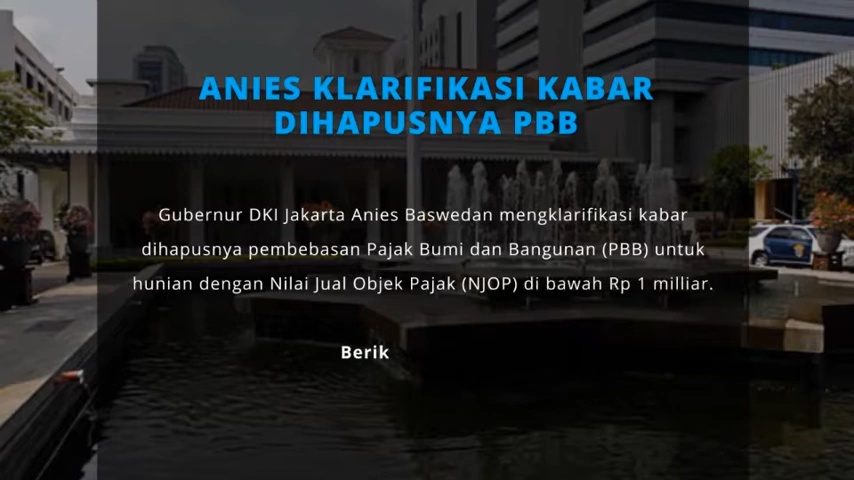 ANIES KLARIFIKASI KABAR
DIHAPUSNYA PBB
Gubernur DKI Jakarta Anies Baswedan mengklarifikasi kabar
dihapusnya pembebasan Pajak Bumi dan Bangunan (PBB) untuk
hunian dengan Nilai Jual Objek Pajak (NJOP) di bawah Rp 1 milliar.
Berik